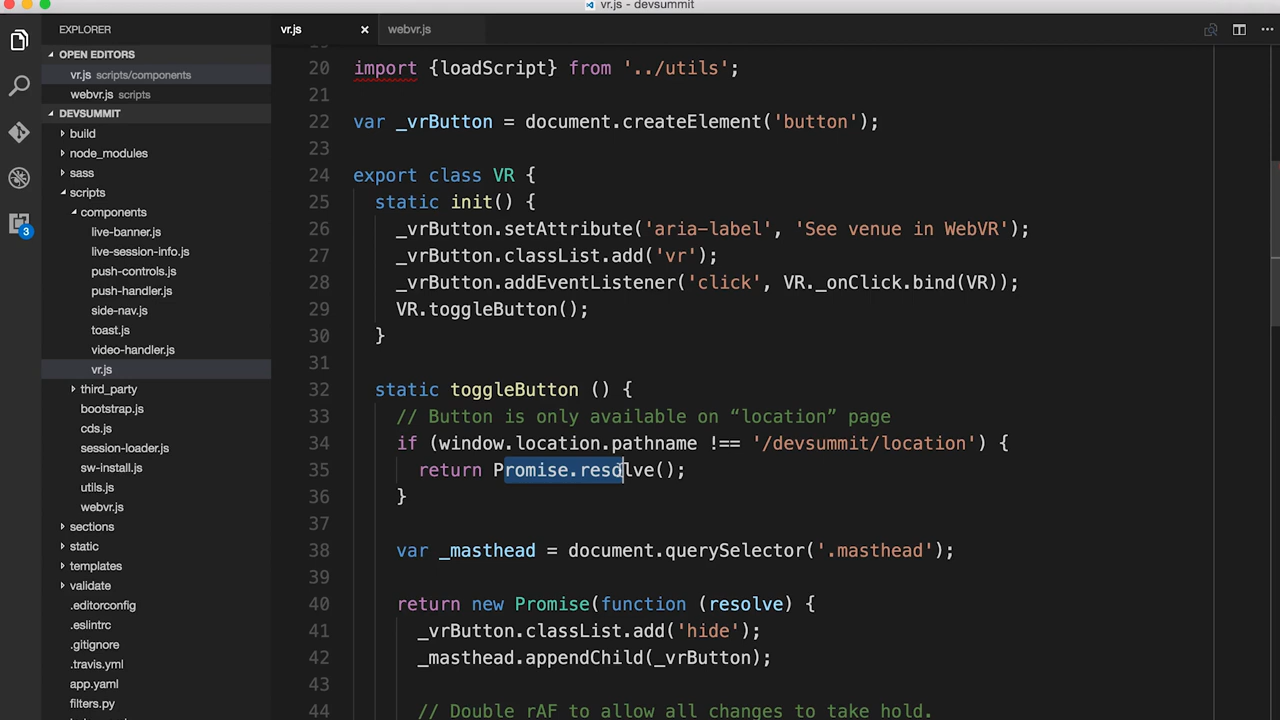 vr.js - devsummit
EXPLORER
OPEN EDITORS
vr.js scripts/components
webvr.js scripts
DEVSUMMIT
build
node_modules
sass
scripts
components
live-banner.js
live-session-info.js
push-controls.js
push-handler.js
side-nav.js
toast.js
video-handler.js
vr.js
third_party
bootstrap.js
cds.js
session-loader.js
sw-install.js
utils.js
webvr.js
sections
static
templates
validate
.editorconfig
.eslintrc
.gitignore
.travis.yml
app.yaml
filters.py
3
vr.js
webvr.js
20 import {loadScript} from '../utils';
21
22 var _vrButton = document.createElement('button');
23
24 export class VR {
25 static init() {
26 _vrButton.setAttribute('aria-label', 'See venue in WebVR');
27 _vrButton.classList.add('vr');
28 _vrButton.addEventListener('click', VR._onClick.bind(VR));
29 VR.toggleButton();
30 }
31
32 static toggleButton () {
33 // Button is only available on “location” page
34 if (window.location.pathname !== '/devsummit/location') {
35 return Promise.resolve();
36 }
37
38 var _masthead = document.querySelector('.masthead');
39
40 return new Promise(function (resolve) {
41 _vrButton.classList.add('hide');
42 _masthead.appendChild(_vrButton);
43
44 // Double rAF to allow all changes to take hold.